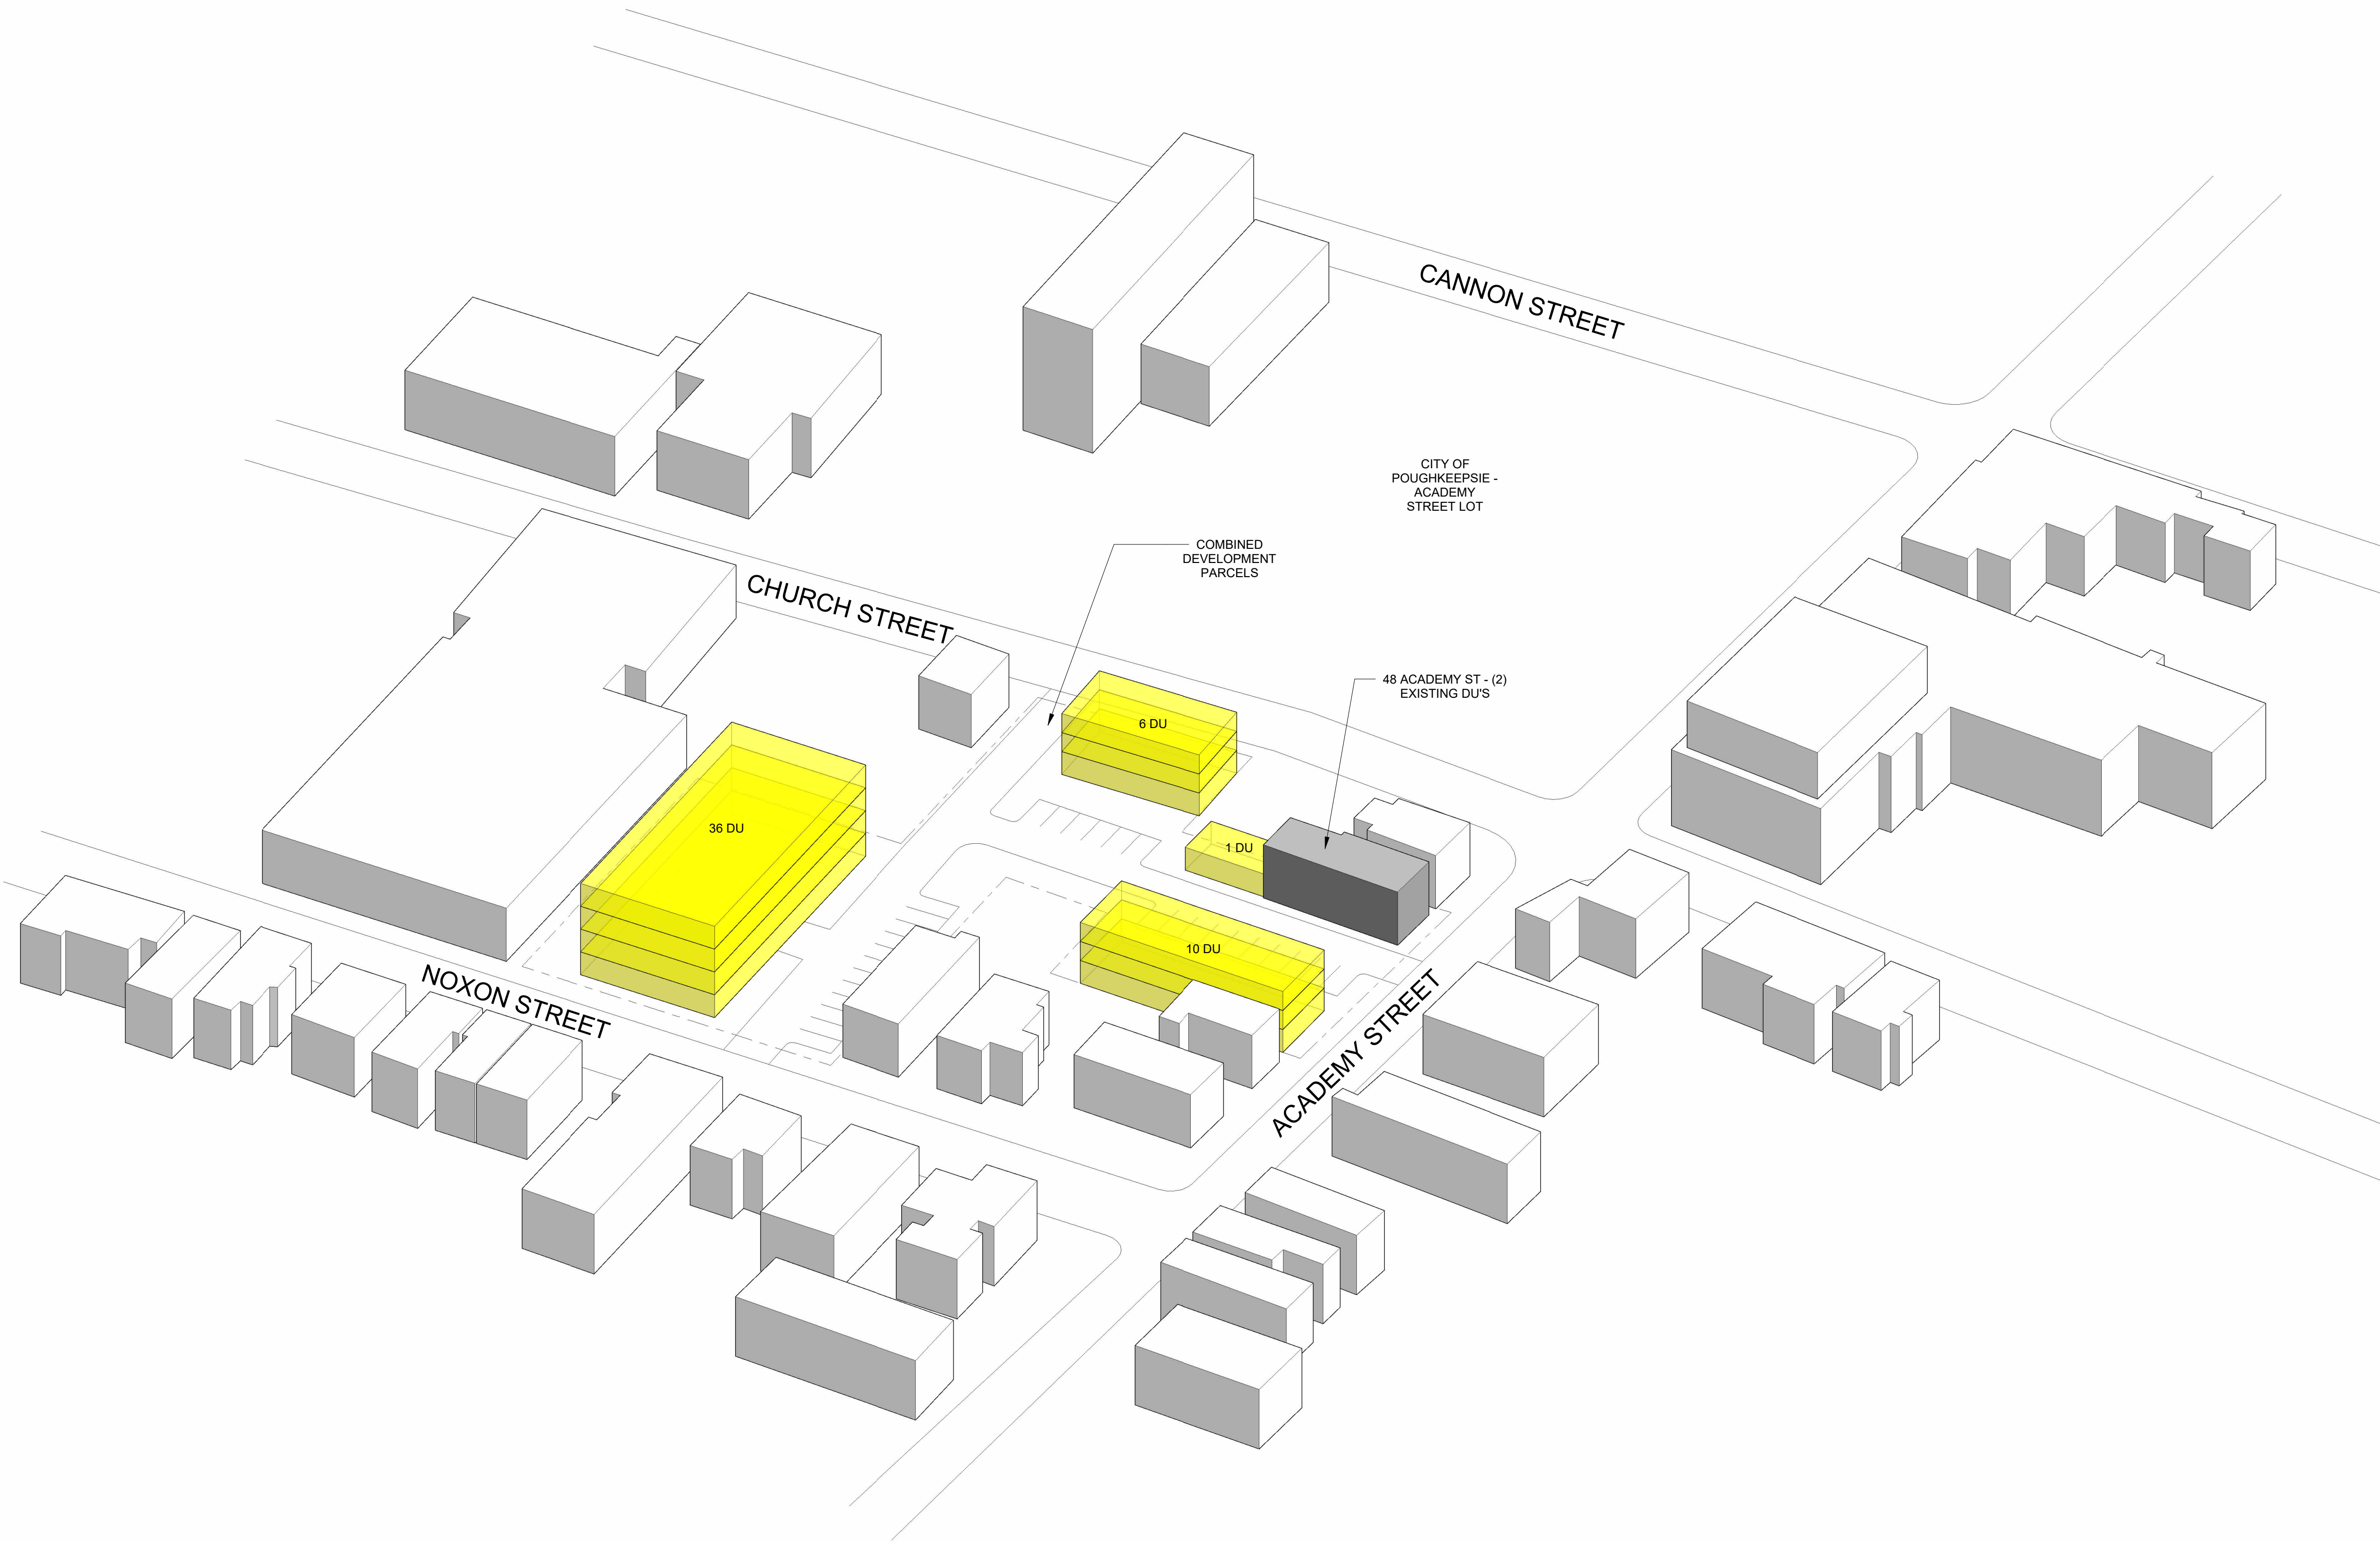 CANNON STREET
CITY OF
POUGHKEEPSIE -
ACADEMY
STREET LOT
COMBINED
DEVELOPMENT
PARCELS
CHURCH STREET
48 ACADEMY ST - (2)
EXISTING DU'S
6 DU
36 DU
1 DU
10 DU
NOXON STREET
ACADEMY STREET